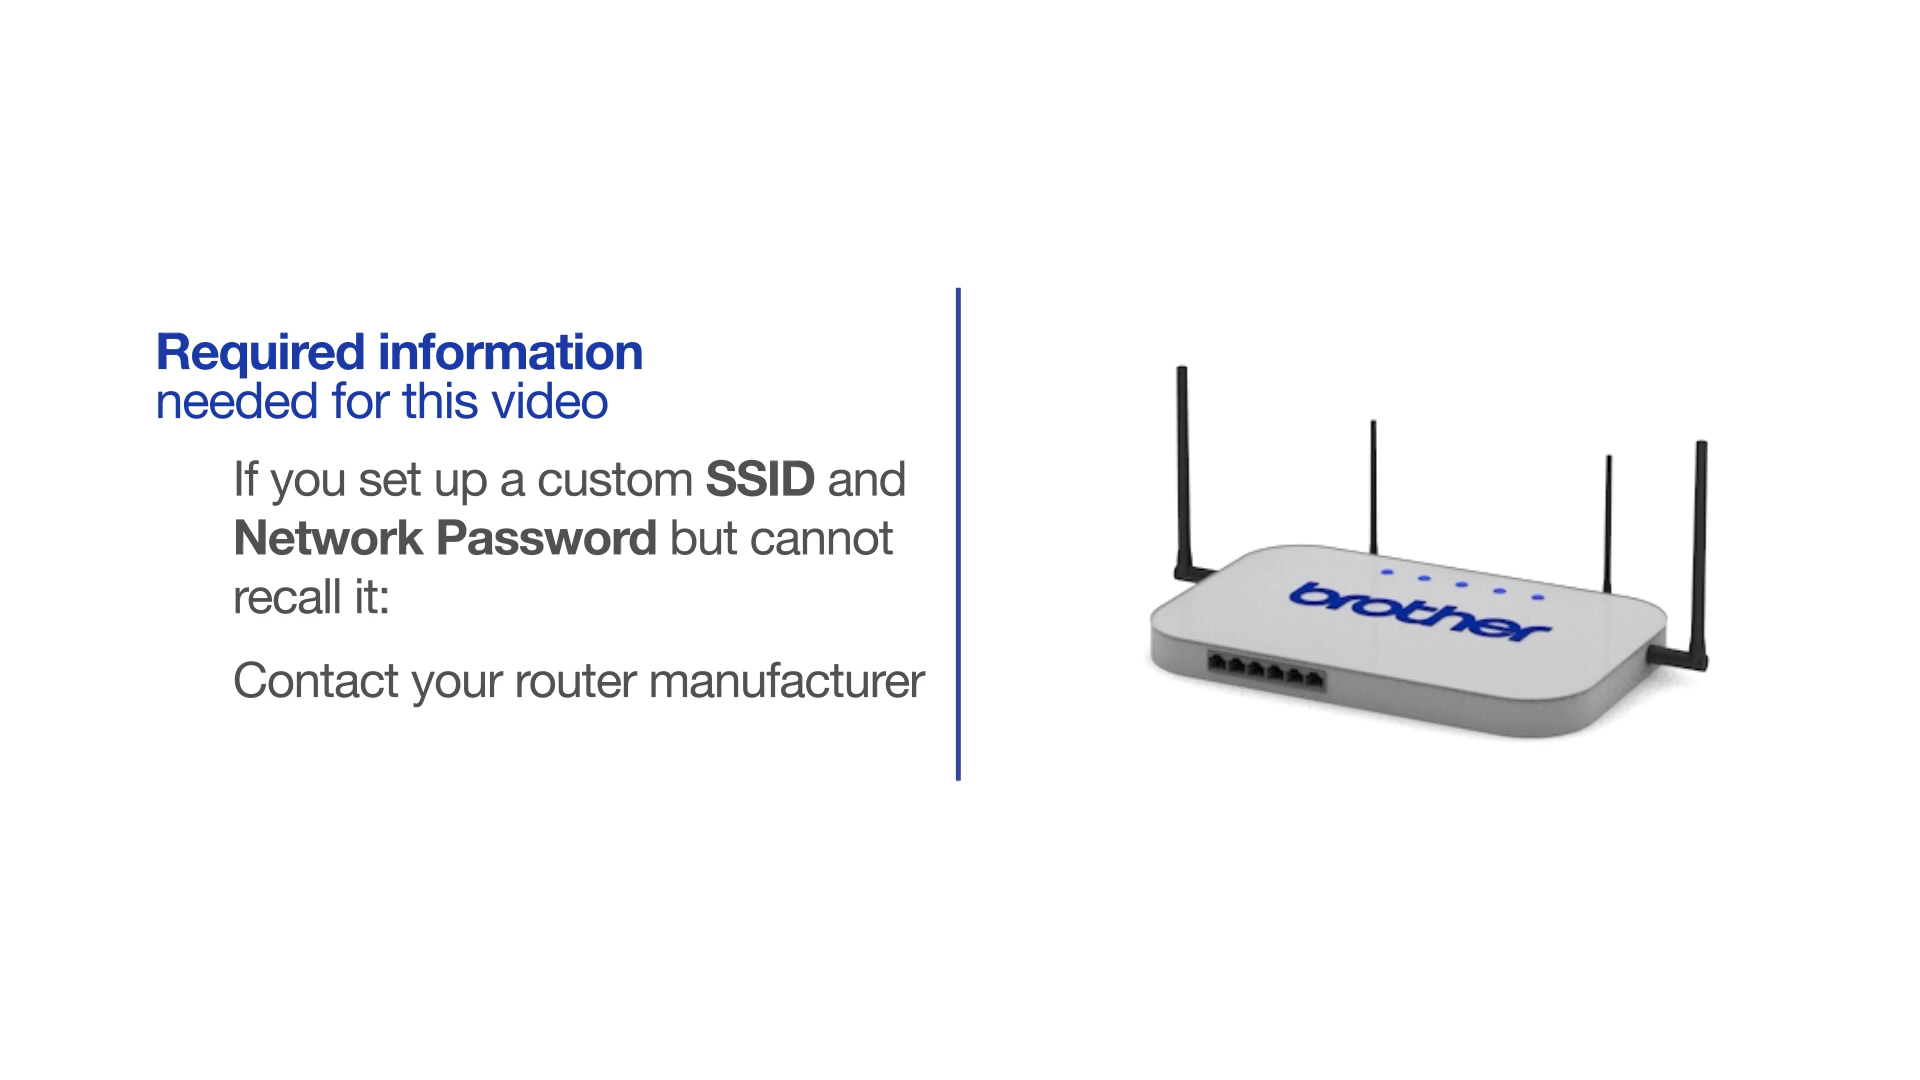 Required information
needed for this video
If you set up a custom SSID and
Network Password but cannot
recall it:
Contact your router manufacturer
brother